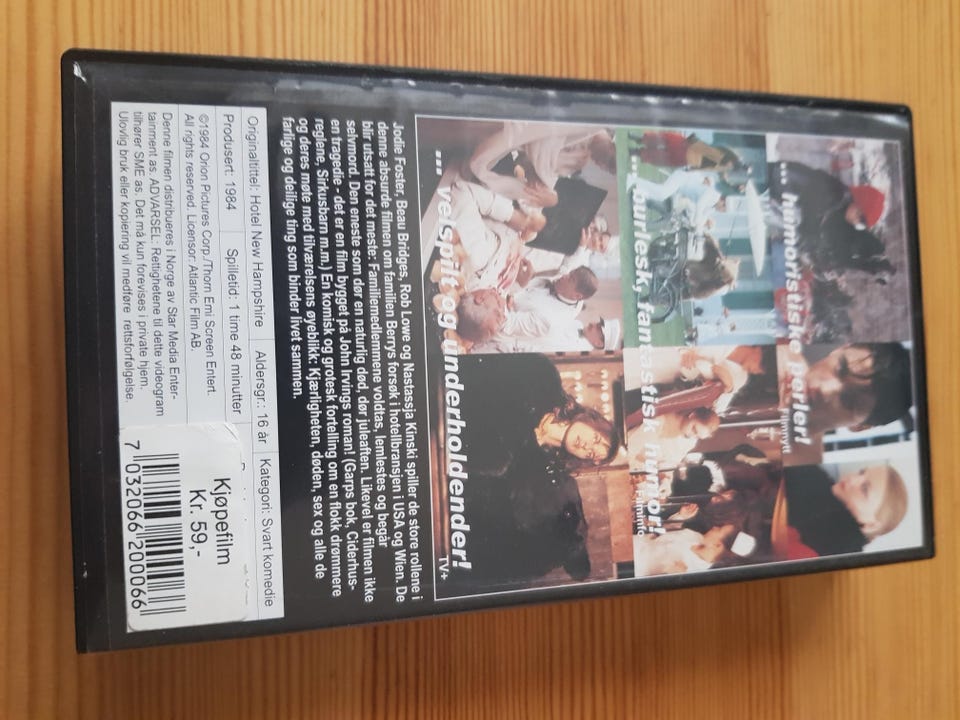 ... humoristiske perler!
Filmnytt
... burlesk, fantastisk humor!
Filminfo
... velspilt og underholdender!
TV+
Jodie Foster, Beau Bridges, Rob Lowe og Nastassja Kinski spiller de store rollene i
denne absurde filmen om familien Berrys forsøk i hotellbransjen i USA og Wien. De
blir utsatt for det meste: Familiemedlemmene voldtas, lemlestes og begår
selvmord. Den eneste som dør en naturlig død, dør juleaften. Likevel er filmen ikke
en tragedie - det er en film bygget på John Irvings roman! (Garps bok, Ciderhus-
reglene, Sirkusbarn m.m.) En komisk og grotesk fortelling om en flokk drømmere
og deres møte med tilværelsens øyeblikk: Kjærligheten, døden, sex og alle de
farlige og deilige ting som binder livet sammen.
Originaltittel: Hotel New Hampshire Aldersgr.: 16 år Kategori: Svart komedie
Produsert: 1984 Spilletid: 1 time 48 minutter
©1984 Orion Pictures Corp./Thorn Emi Screen Entert.
All rights reserved. Licensor: Atlantic Film AB.
Denne filmen distribueres i Norge av Star Media Enter-
tainment as. ADVARSEL: Rettighetene til dette videogram
tilhører SME as. Det må kun forevises i private hjem.
Ulovlig bruk eller kopiering vil medføre rettsforfølgelse.
Kjøpefilm
Kr. 59,-
7 032066 200066